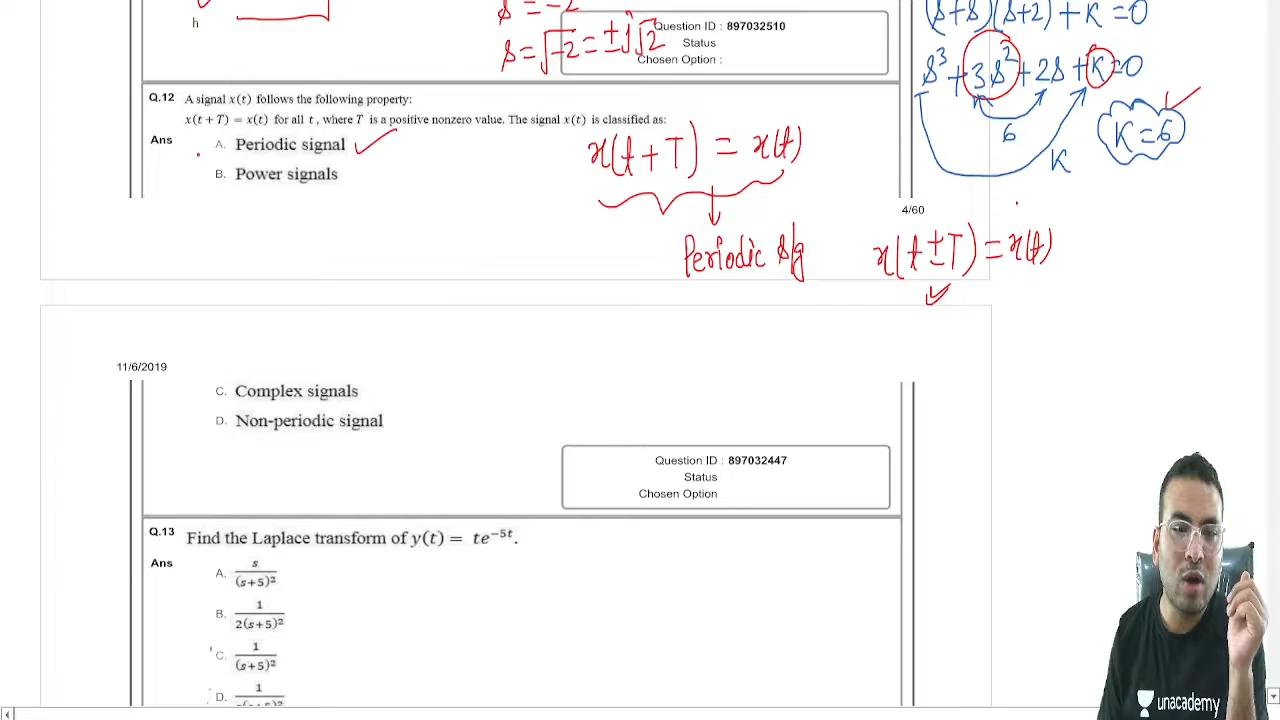 h
s = -2
s = √-2 = ±j√2
(s+s)(s+2)+K=0
s³ + 3s² + 2s + K = 0
6
K
K=6
Question ID : 897032510
Status
Chosen Option :
Q.12 A signal x(t) follows the following property:
x(t + T) = x(t) for all t, where T is a positive nonzero value. The signal x(t) is classified as:
Ans A. Periodic signal
B. Power signals
x(t+T) = x(t)
Periodic s/g
x(t±T) = x(t)
4/60
11/6/2019
C. Complex signals
D. Non-periodic signal
Question ID : 897032447
Status
Chosen Option
Q.13 Find the Laplace transform of y(t) = te⁻⁵ᵗ.
Ans A. s/(s+5)²
B. 1/2(s+5)²
C. 1/(s+5)²
D. 1
unacademy